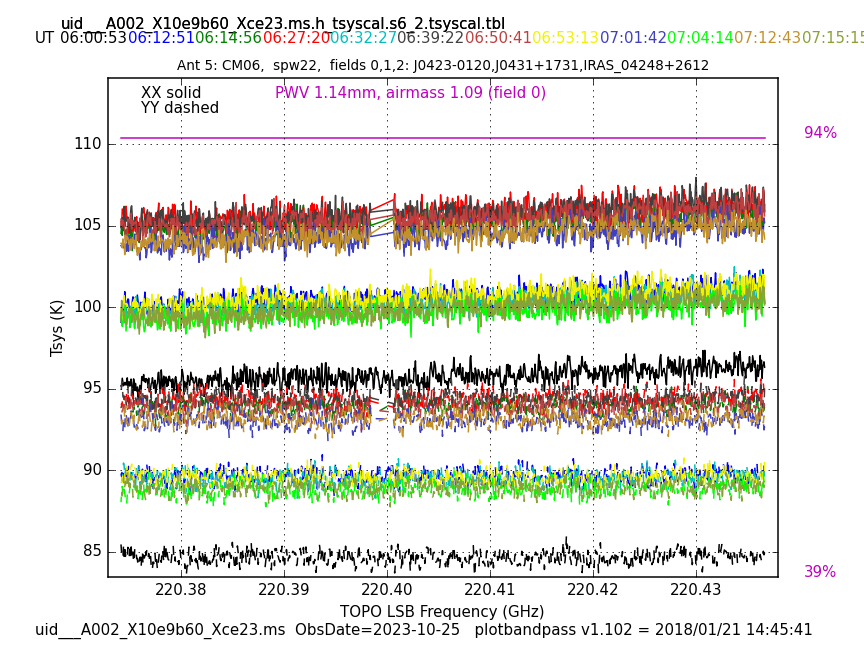 uid___A002_X10e9b60_Xce23.ms.h_tsyscal.s6_2.tsyscal.tbl
UT 06:00:53 06:12:51 06:14:56 06:27:20 06:32:27 06:39:22 06:50:41 06:53:13 07:01:42 07:04:14 07:12:43 07:15:15
Ant 5: CM06,  spw22,  fields 0,1,2: J0423-0120,J0431+1731,IRAS_04248+2612
XX solid
PWV 1.14mm, airmass 1.09 (field 0)
YY dashed
94%
110
105
100
95
90
85
Tsys (K)
39%
220.38 220.39 220.40 220.41 220.42 220.43
TOPO LSB Frequency (GHz)
uid___A002_X10e9b60_Xce23.ms  ObsDate=2023-10-25   plotbandpass v1.102 = 2018/01/21 14:45:41